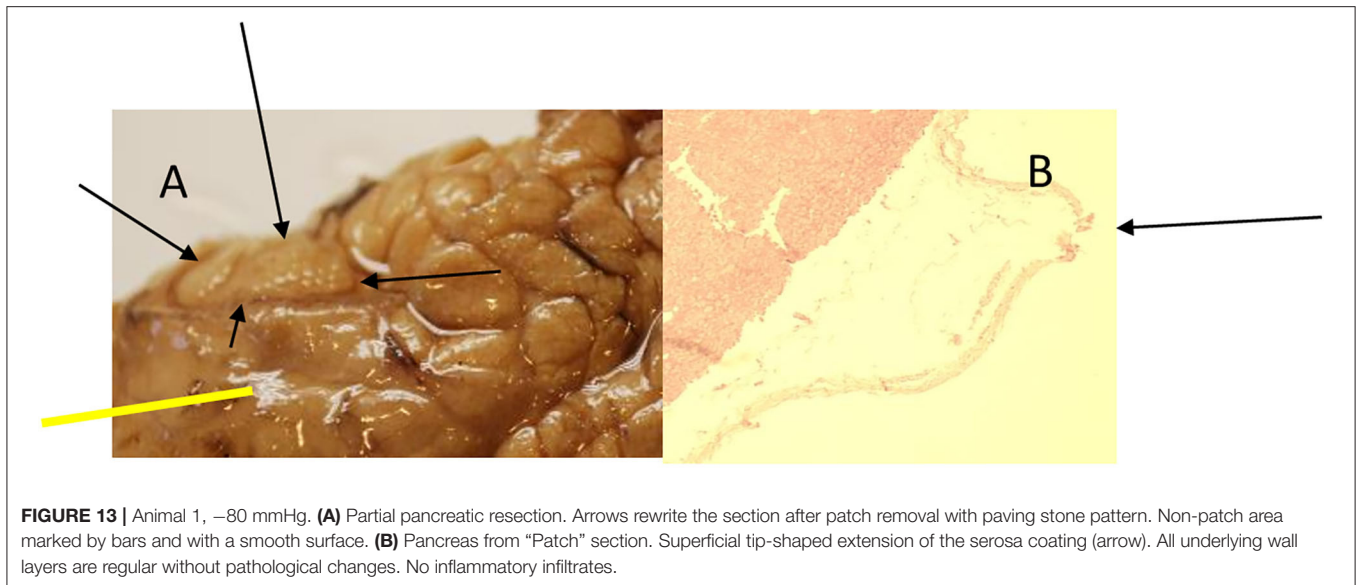 A
B
FIGURE 13 | Animal 1, −80 mmHg. (A) Partial pancreatic resection. Arrows rewrite the section after patch removal with paving stone pattern. Non-patch area
marked by bars and with a smooth surface. (B) Pancreas from “Patch” section. Superficial tip-shaped extension of the serosa coating (arrow). All underlying wall
layers are regular without pathological changes. No inflammatory infiltrates.